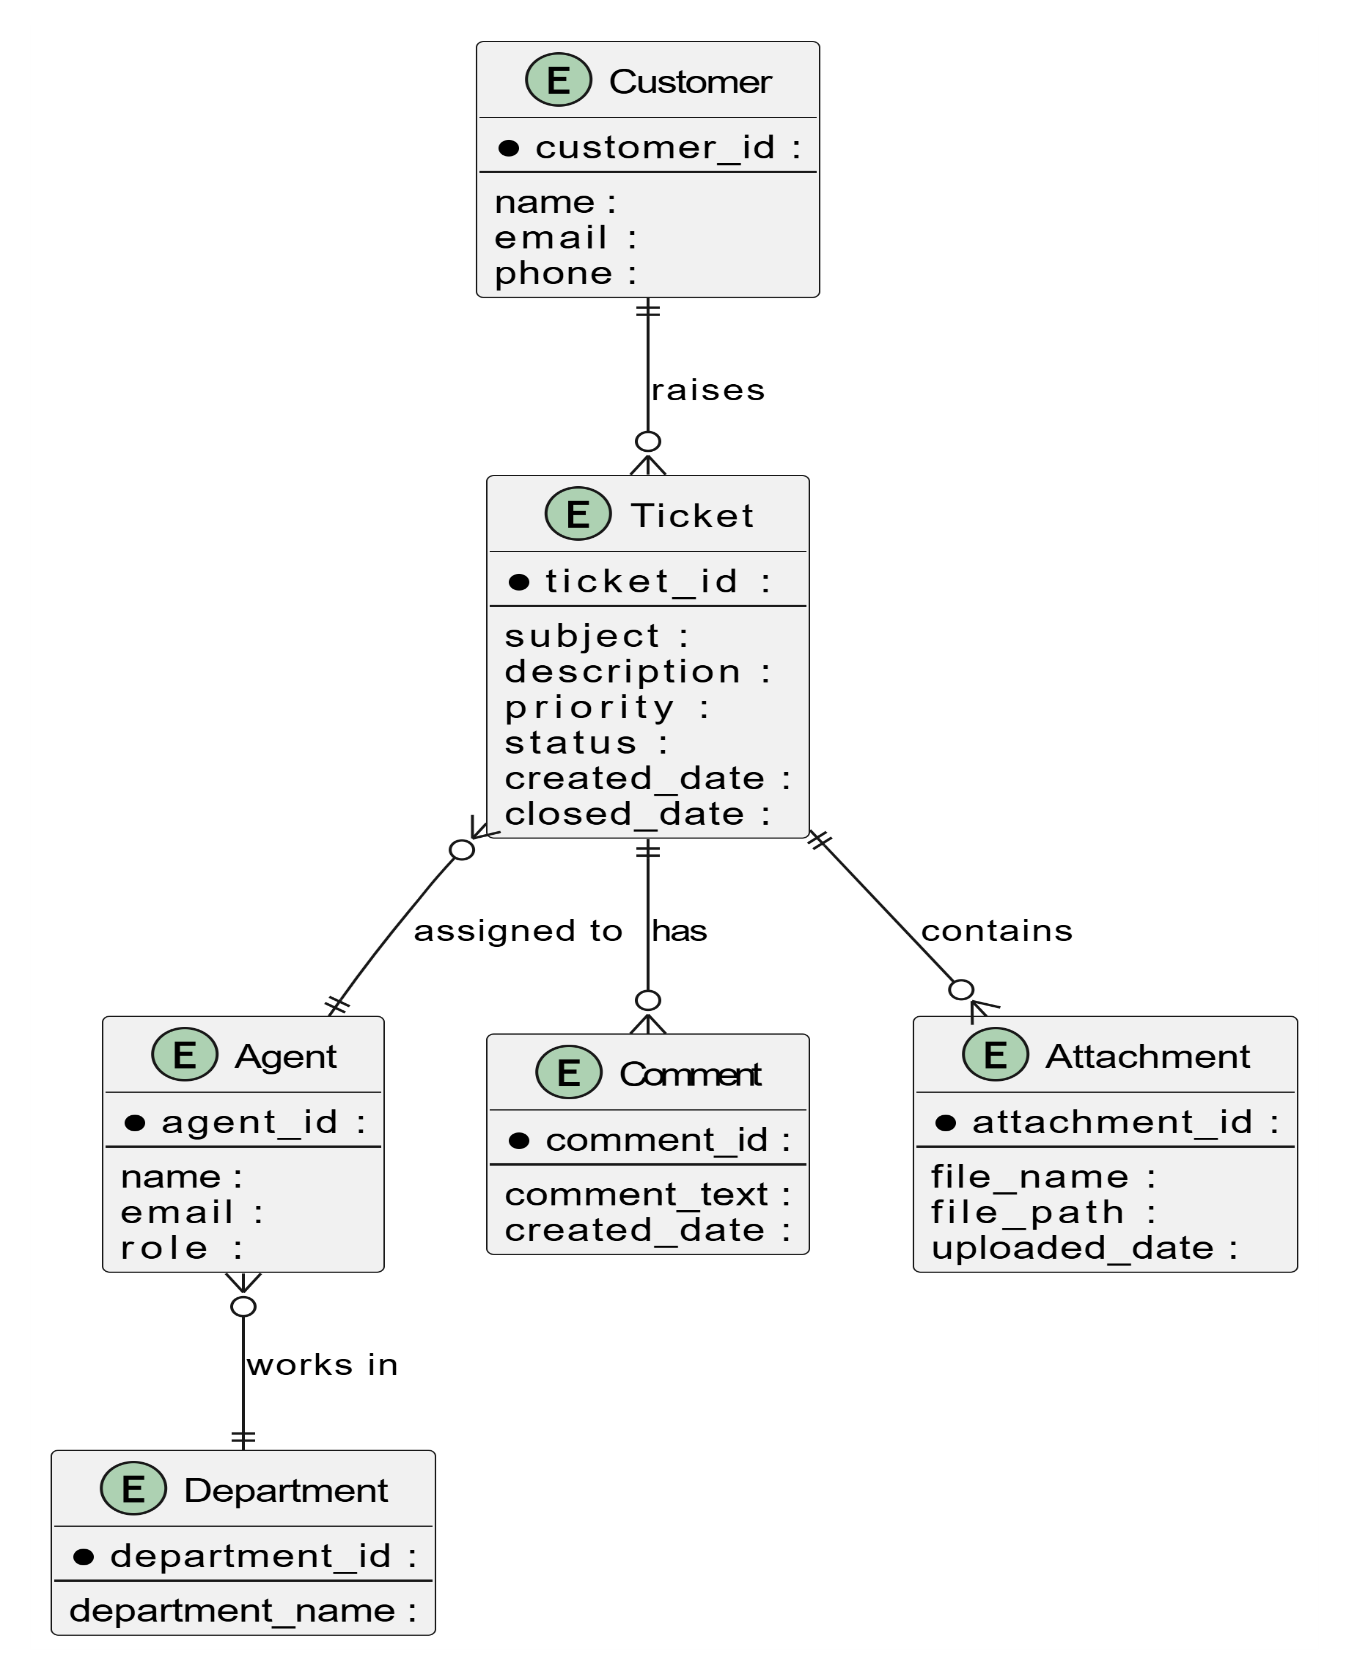 E Customer
● customer_id :
name :
email :
phone :
raises
E Ticket
● ticket_id :
subject :
description :
priority :
status :
created_date :
closed_date :
assigned to
has
contains
E Agent
● agent_id :
name :
email :
role :
E Comment
● comment_id :
comment_text :
created_date :
E Attachment
● attachment_id :
file_name :
file_path :
uploaded_date :
works in
E Department
● department_id :
department_name :